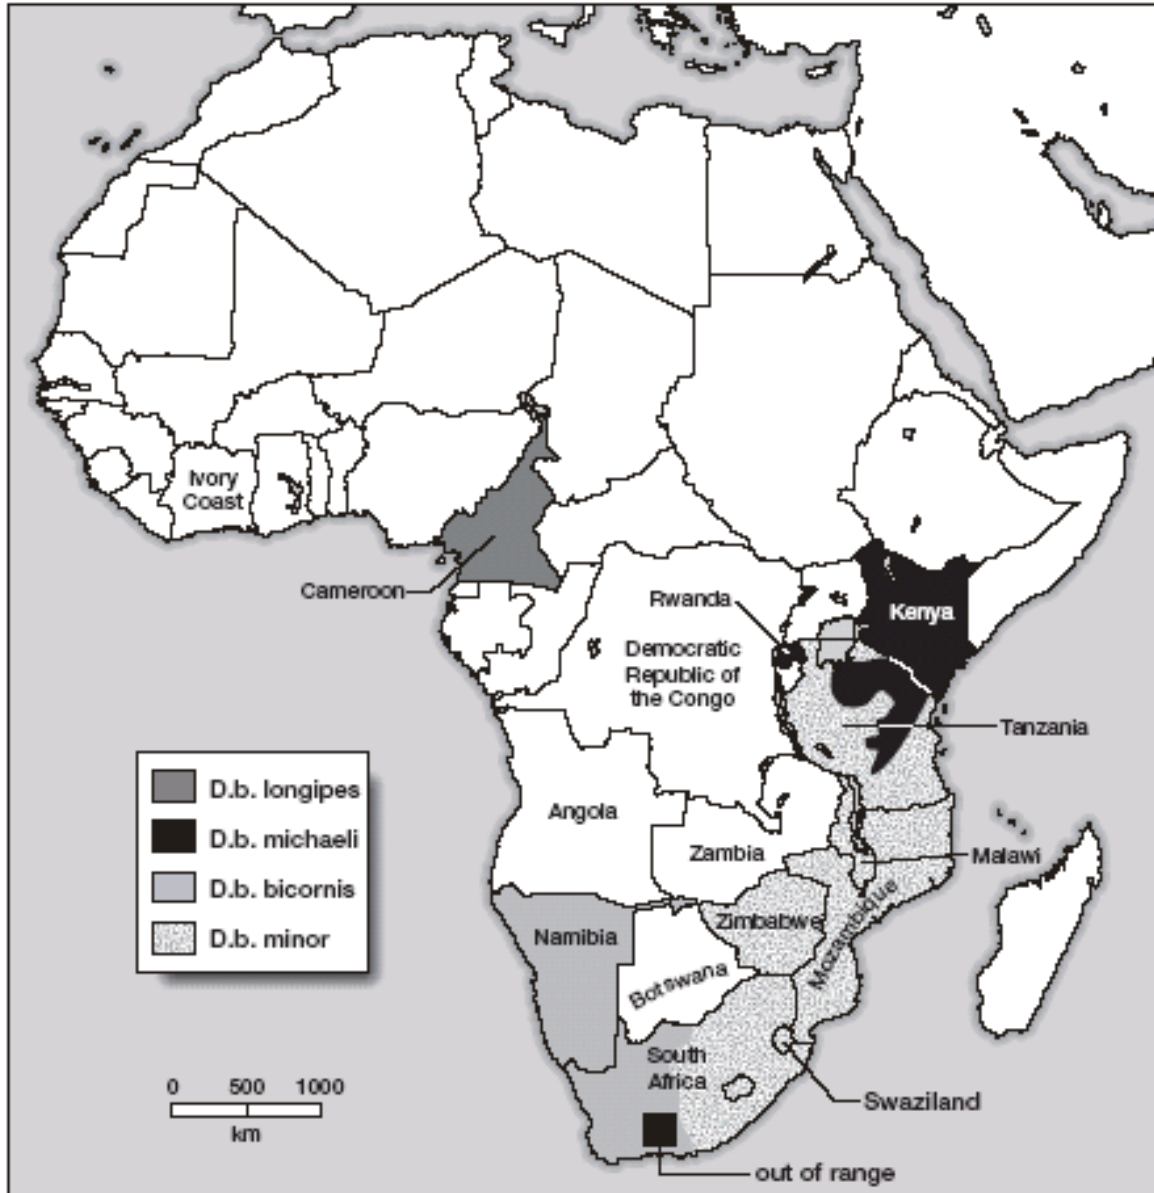 Ivory
Coast
Cameroon
Rwanda
Kenya
Democratic
Republic of
the Congo
Tanzania
D.b. longipes
D.b. michaeli
D.b. bicornis
D.b. minor
Angola
Zambia
Malawi
Zimbabwe
Mozambique
Namibia
Botswana
South
Africa
Swaziland
0 500 1000
km
out of range